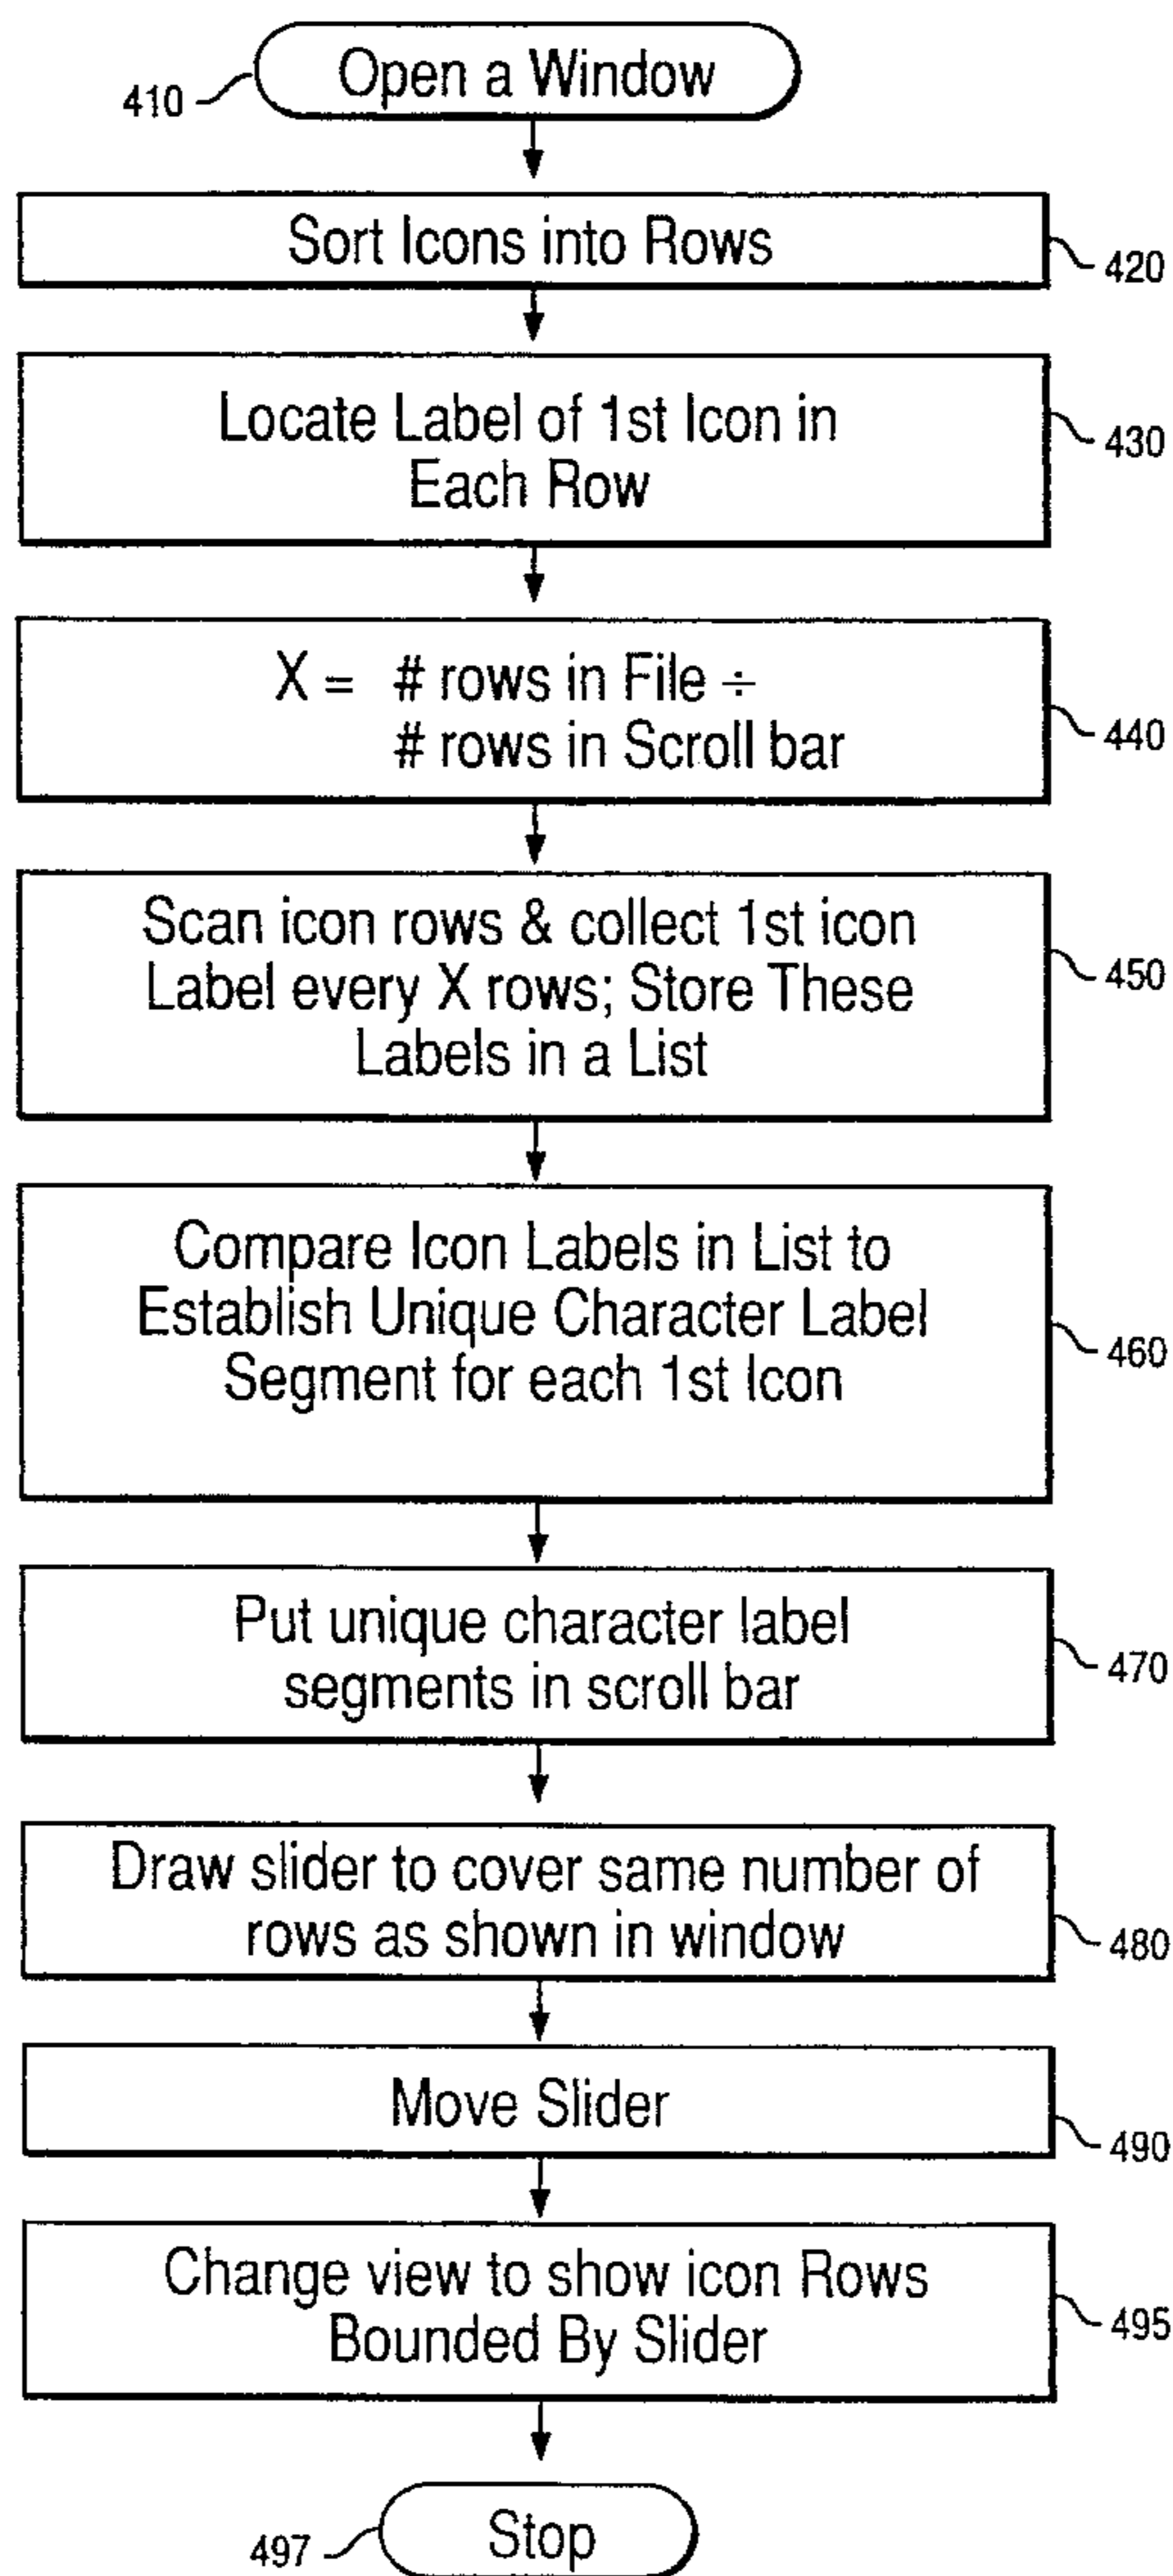 Open a Window
410
Sort Icons into Rows
420
Locate Label of 1st Icon in
Each Row
430
X = # rows in File ÷
# rows in Scroll bar
440
Scan icon rows & collect 1st icon
Label every X rows; Store These
Labels in a List
450
Compare Icon Labels in List to
Establish Unique Character Label
Segment for each 1st Icon
460
Put unique character label
segments in scroll bar
470
Draw slider to cover same number of
rows as shown in window
480
Move Slider
490
Change view to show icon Rows
Bounded By Slider
495
Stop
497